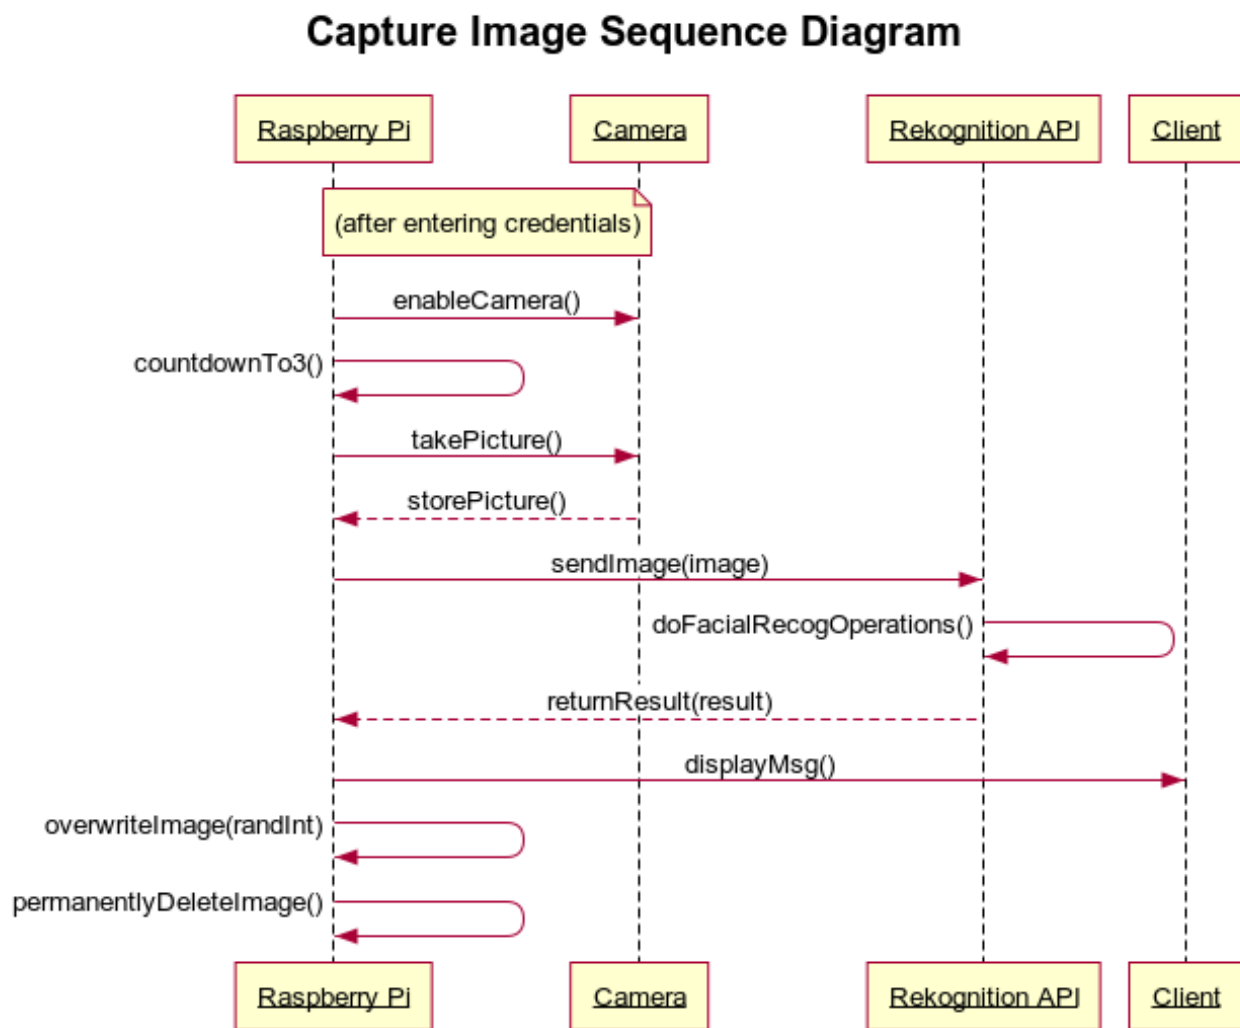 Capture Image Sequence Diagram
Raspberry Pi Camera Rekognition API Client
(after entering credentials)
enableCamera()
countdownTo3()
takePicture()
storePicture()
sendImage(image)
doFacialRecogOperations()
returnResult(result)
displayMsg()
overwriteImage(randInt)
permanentlyDeleteImage()
Raspberry Pi Camera Rekognition API Client